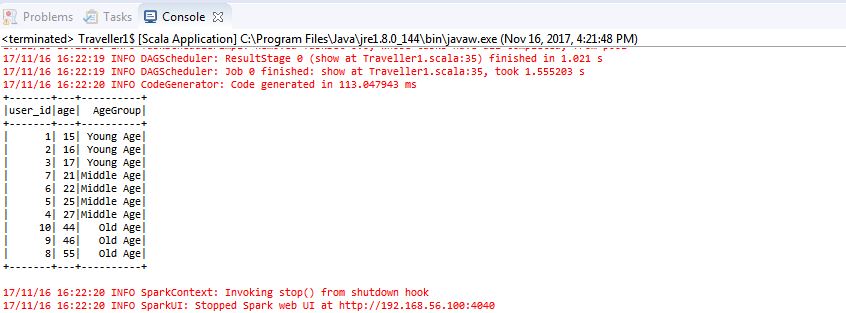 Problems Tasks Console
<terminated> Traveller1$ [Scala Application] C:\Program Files\Java\jre1.8.0_144\bin\javaw.exe (Nov 16, 2017, 4:21:48 PM)
17/11/16 16:22:19 INFO DAGScheduler: ResultStage 0 (show at Traveller1.scala:35) finished in 1.021 s
17/11/16 16:22:19 INFO DAGScheduler: Job 0 finished: show at Traveller1.scala:35, took 1.555203 s
17/11/16 16:22:20 INFO CodeGenerator: Code generated in 113.047943 ms
+-------+---+----------+
|user_id|age|  AgeGroup|
+-------+---+----------+
|      1| 15| Young Age|
|      2| 16| Young Age|
|      3| 17| Young Age|
|      7| 21|Middle Age|
|      6| 22|Middle Age|
|      5| 25|Middle Age|
|      4| 27|Middle Age|
|     10| 44|   Old Age|
|      9| 46|   Old Age|
|      8| 55|   Old Age|
+-------+---+----------+
17/11/16 16:22:20 INFO SparkContext: Invoking stop() from shutdown hook
17/11/16 16:22:20 INFO SparkUI: Stopped Spark web UI at http://192.168.56.100:4040